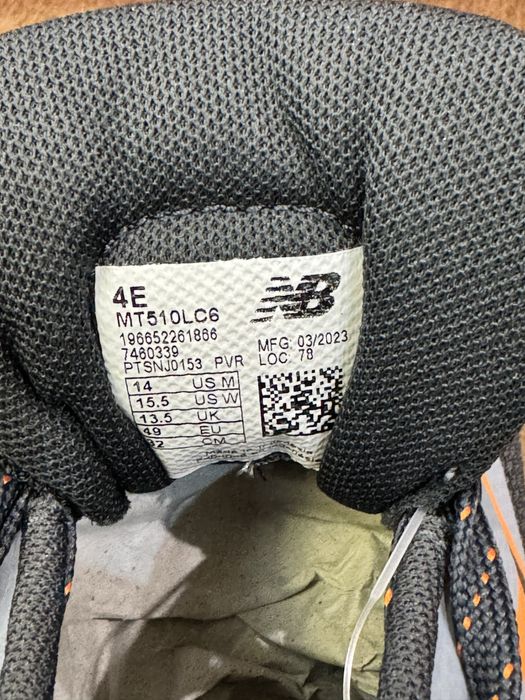 4E
NB
MT510LC6
196652261866
7460339
PTSNJ0153 PVR
MFG: 03/2023
LOC: 78
14 US M
15.5 US W
13.5 UK
49 EU
32 CM